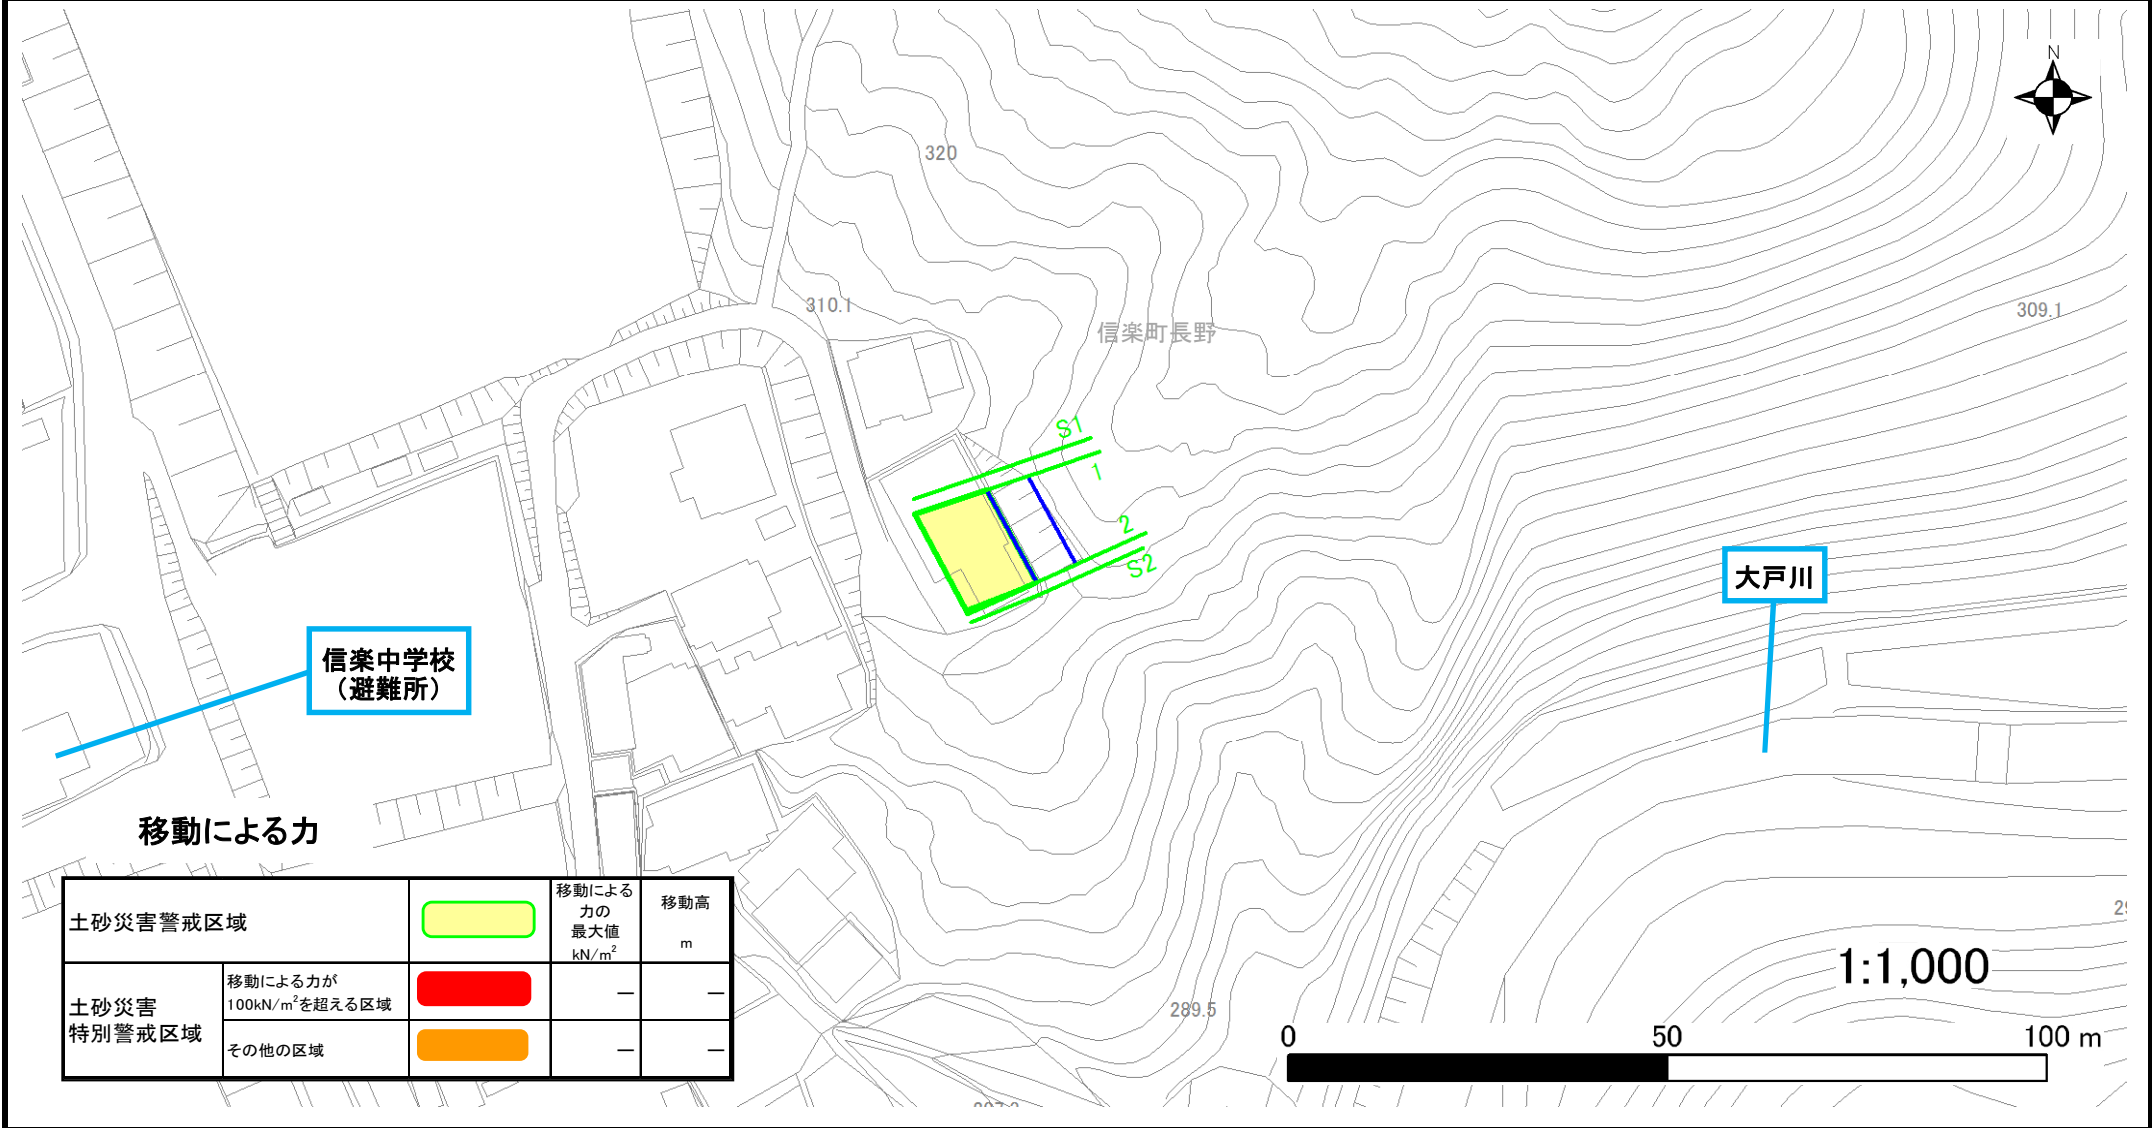 N
320
310.1
信楽町長野
309.1
S1
1
2
S2
大戸川
信楽中学校
（避難所）
移動による力
土砂災害警戒区域
移動による
力の
最大値
kN/m²
移動高
m
土砂災害
特別警戒区域
移動による力が
100kN/m²を超える区域
— —
その他の区域
— —
289.5
1:1,000
0 50 100 m